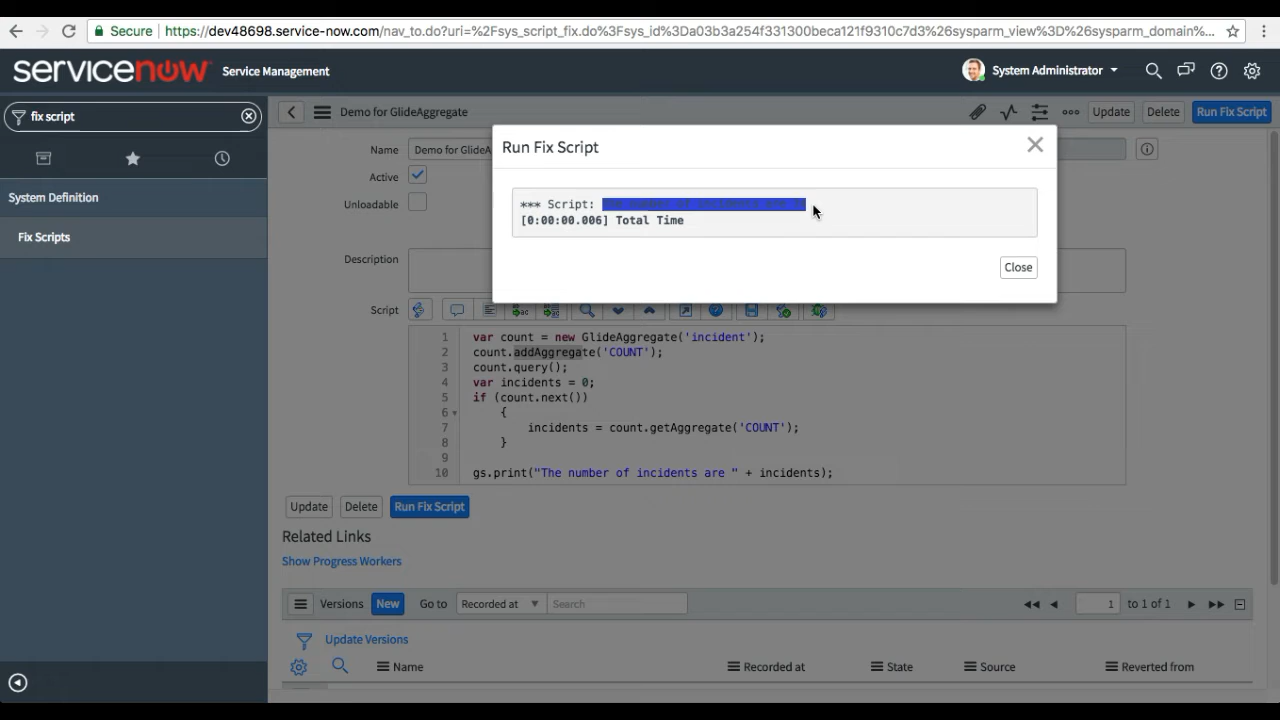 Secure https://dev48698.service-now.com/nav_to.do?uri=%2Fsys_script_fix.do%3Fsys_id%3Da03b3a254f331300beca121f9310c7d3%26sysparm_view%3D%26sysparm_domain%...
servicenow Service Management System Administrator
fix script Demo for GlideAggregate Update Delete Run Fix Script
Run Fix Script
Name Demo for GlideA
Active
System Definition
Unloadable
*** Script: The number of incidents are
[0:00:00.006] Total Time
Fix Scripts
Description
Close
Script
1 var count = new GlideAggregate('incident');
2 count.addAggregate('COUNT');
3 count.query();
4 var incidents = 0;
5 if (count.next())
6 {
7 incidents = count.getAggregate('COUNT');
8 }
9
10 gs.print("The number of incidents are " + incidents);
Update Delete Run Fix Script
Related Links
Show Progress Workers
Versions New Go to Recorded at Search 1 to 1 of 1
Update Versions
Name Recorded at State Source Reverted from